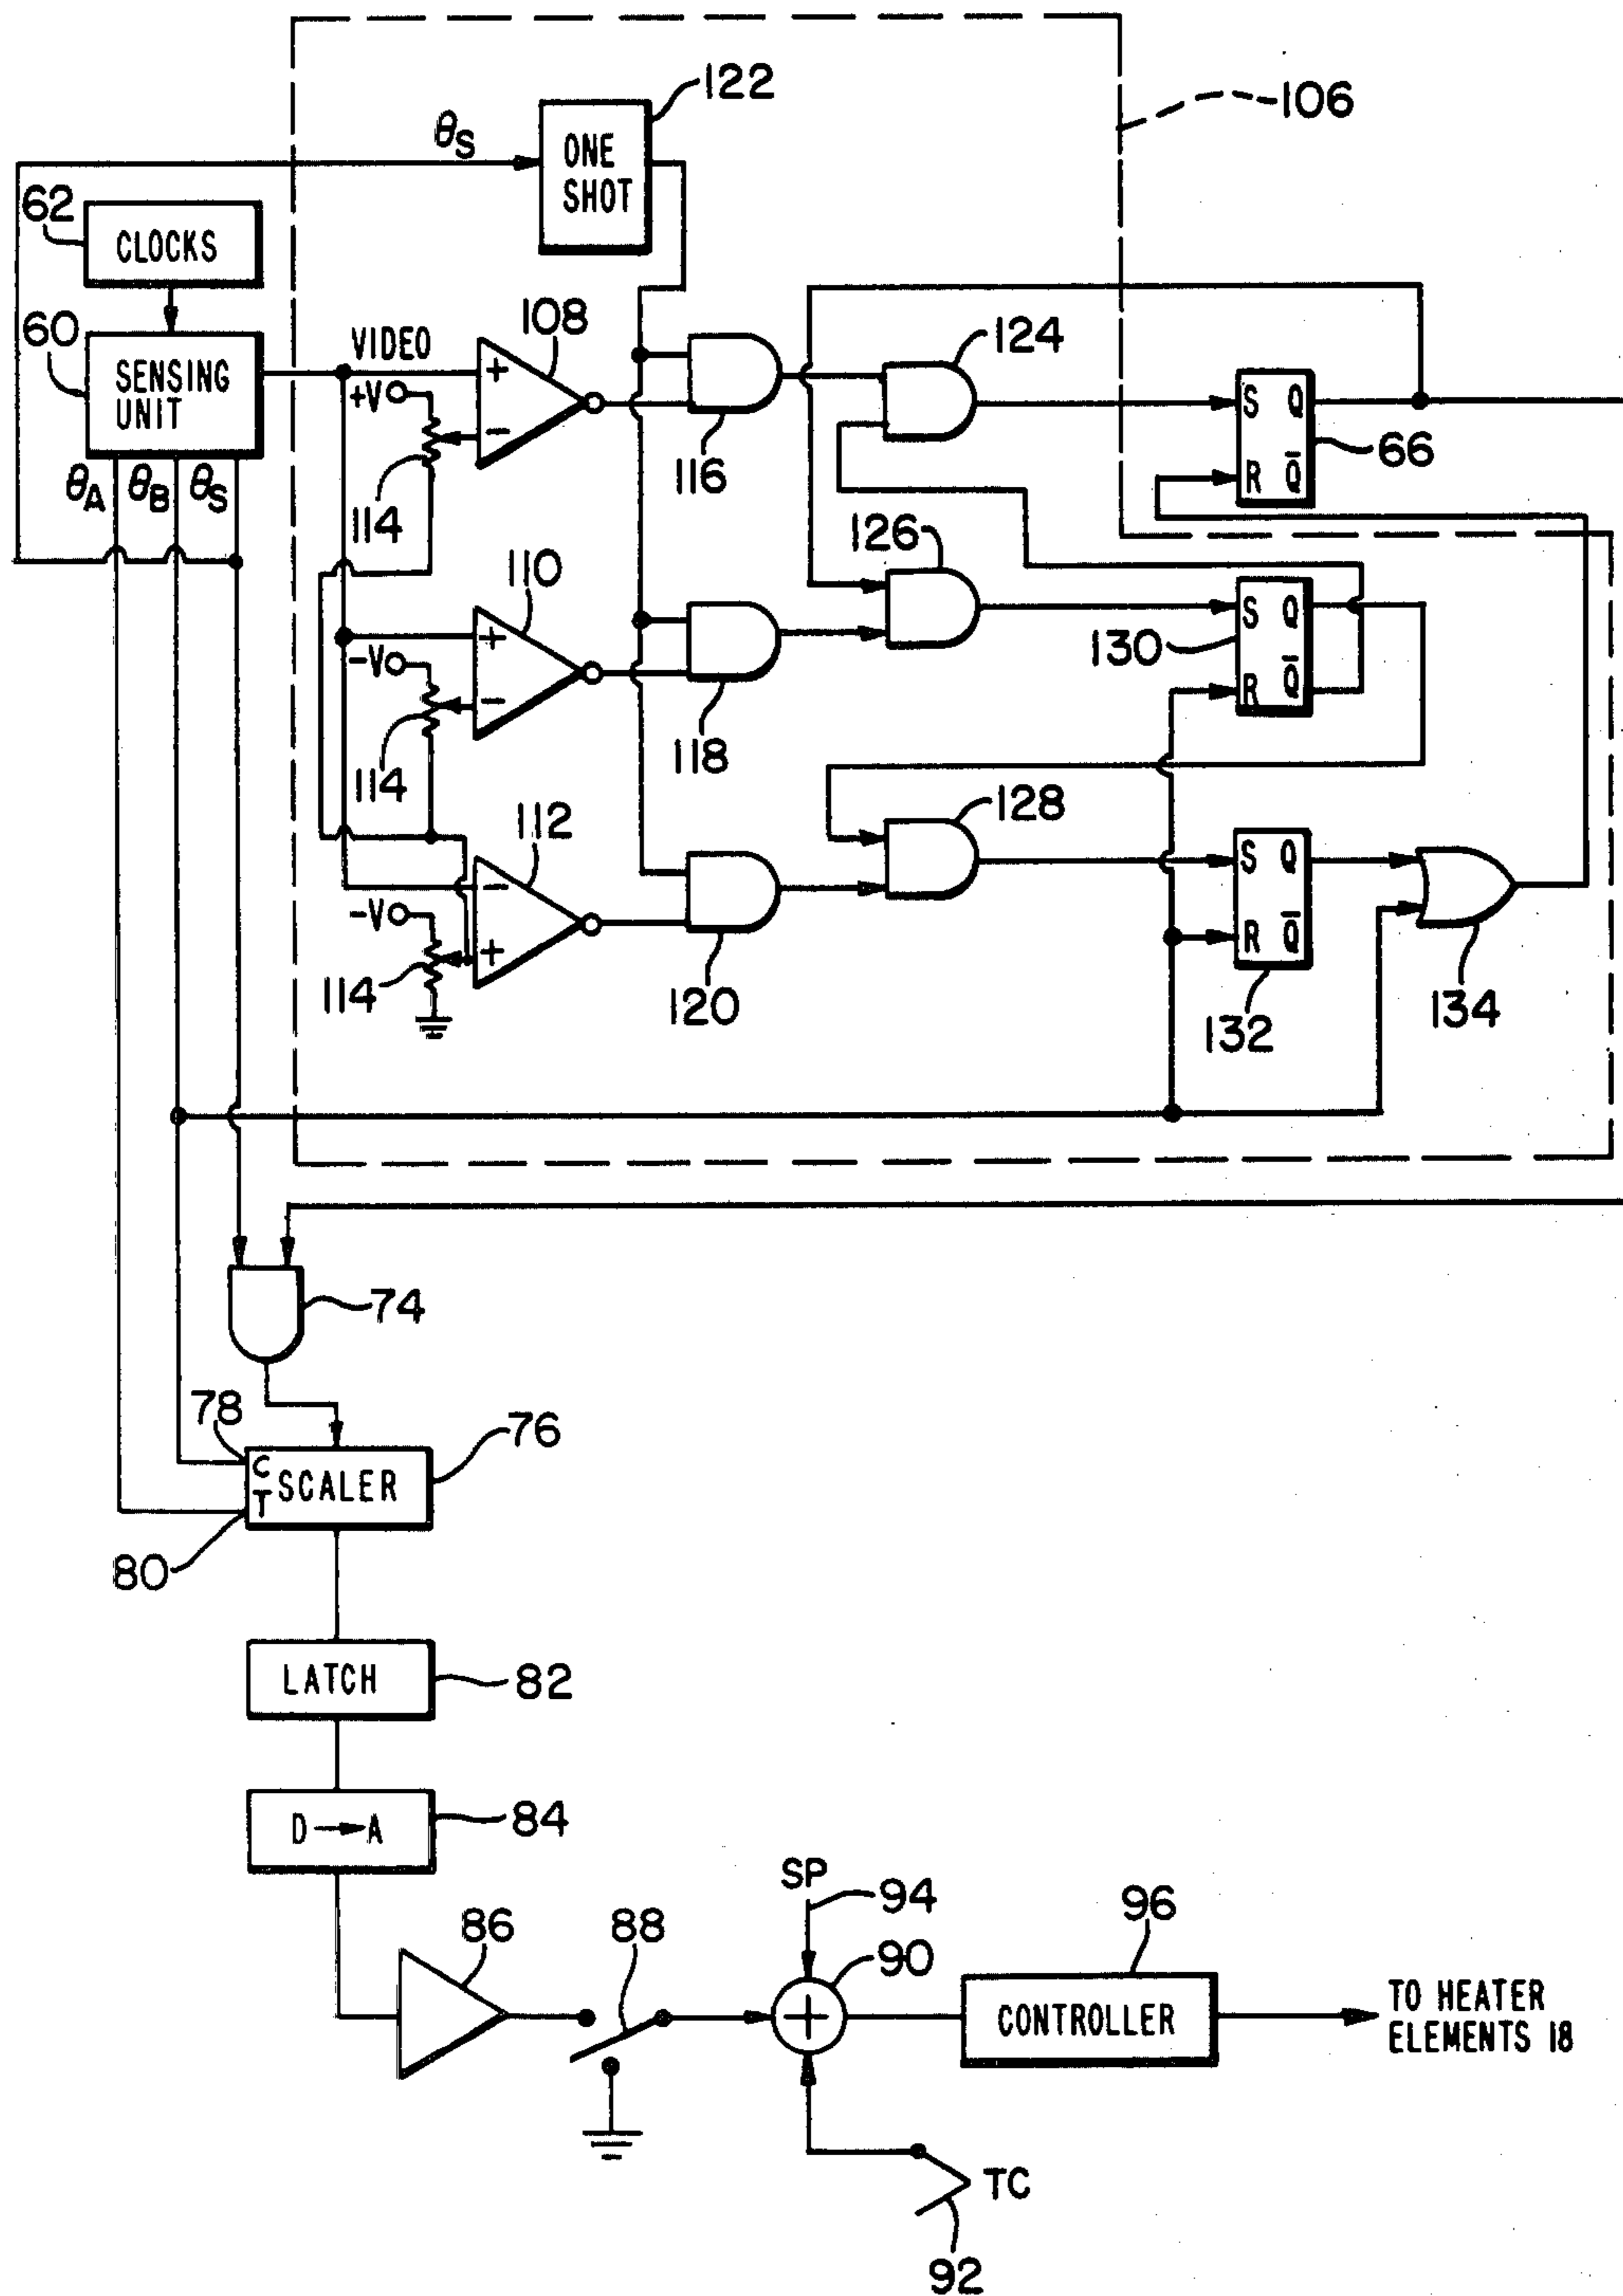 122
106
θS
ONE
SHOT
62
CLOCKS
60
SENSING
UNIT
VIDEO
108
+V
+
−
114
116
124
S Q
R Q̄
66
θA θB θS
110
−V
+
−
114
118
126
S Q
R Q̄
130
112
−V
−
+
114
120
128
S Q
R Q̄
132
134
74
78
C
T
SCALER
76
80
LATCH
82
D→A
84
86
88
SP
94
90
+
96
CONTROLLER
TO HEATER
ELEMENTS 18
TC
92